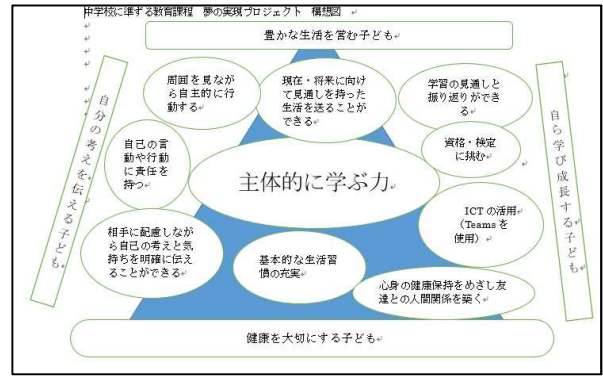 中学校に準ずる教育課程　夢の実現プロジェクト　構想図
豊かな生活を営む子ども
周囲を見なが
ら自主的に行
動する
現在・将来に向けて
見通しを持った
生活を送ることが
できる
学習の見通しと
振り返りができ
る
自分の考えを伝える子ども
自己の言
動や行動
に責任を
持つ
主体的に学ぶ力
資格・検定
に挑む
自ら学び成長する子ども
相手に配慮しなが
ら自己の考えと気
持ちを明確に伝え
ることができる
基本的な生活習
慣の充実
ICTの活用
（Teamsを
使用）
心身の健康保持をめざし友
達との人間関係を築く
健康を大切にする子ども